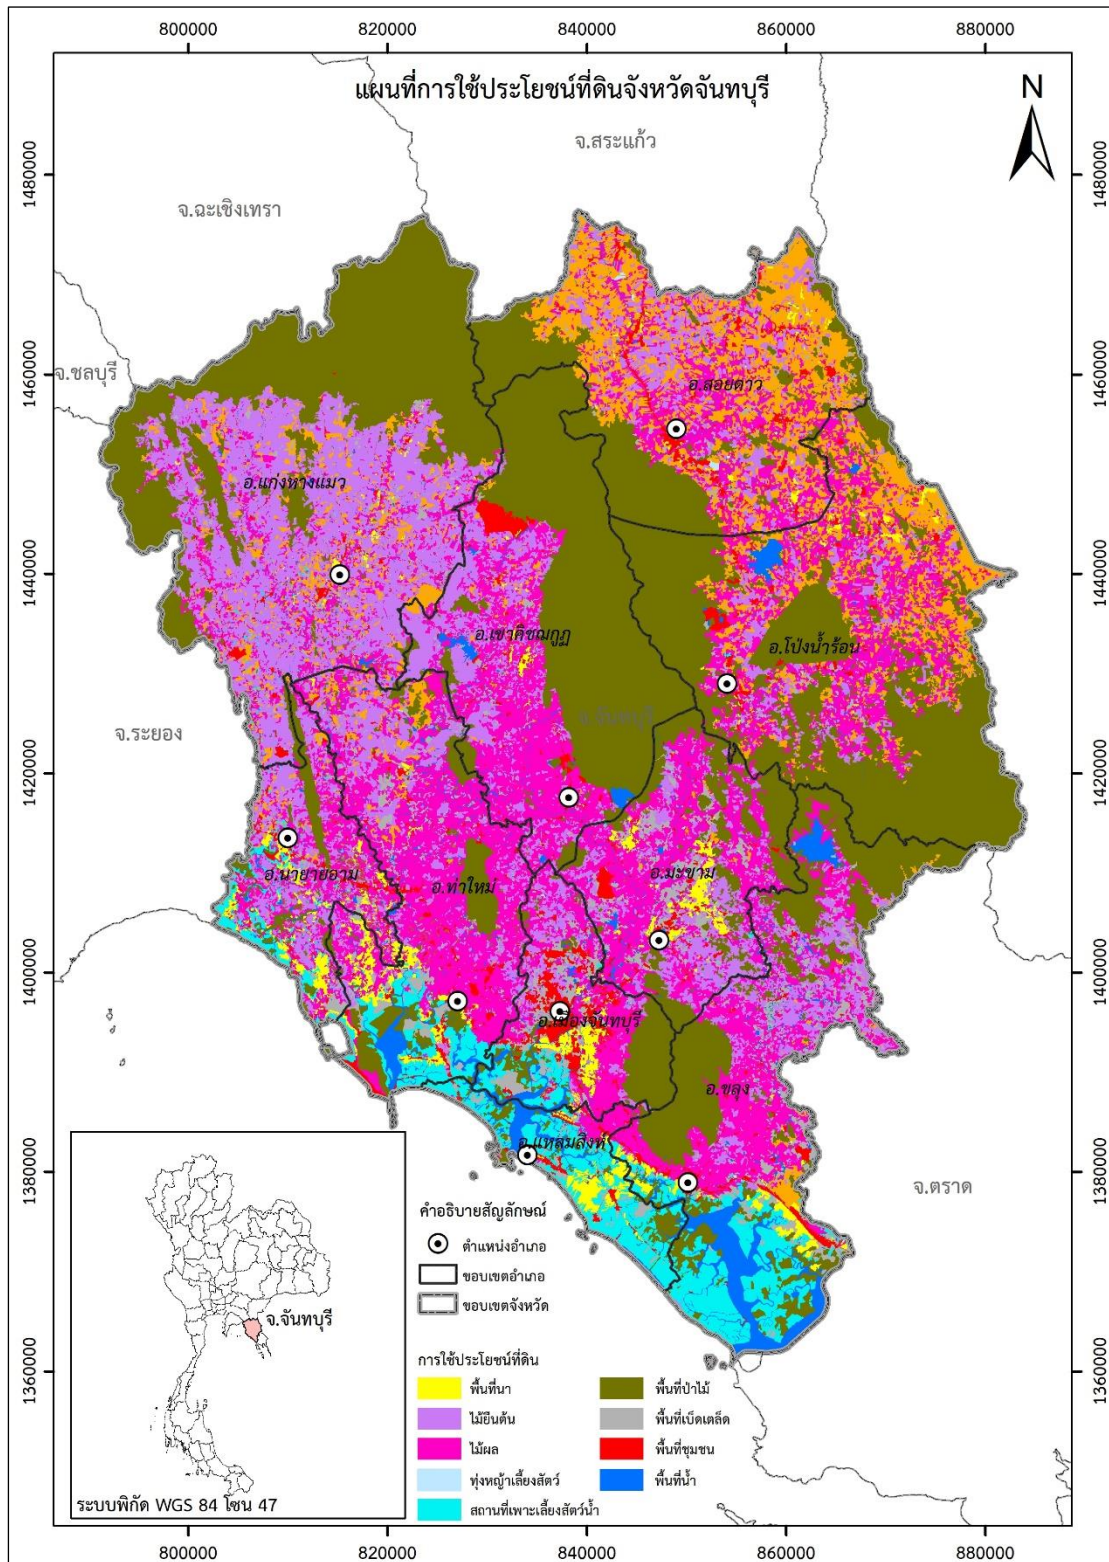 800000 820000 840000 860000 880000
แผนที่การใช้ประโยชน์ที่ดินจังหวัดจันทบุรี
N
จ.สระแก้ว
1480000 1480000
จ.ฉะเชิงเทรา
จ.ชลบุรี
1460000 1460000
อ.สอยดาว
อ.แก่งหางแมว
1440000 1440000
อ.เขาคิชฌกูฏ
อ.โป่งน้ำร้อน
จ.ระยอง
จ.จันทบุรี
1420000 1420000
อ.นายายอาม
อ.ท่าใหม่
อ.มะขาม
1400000 1400000
อ.เมืองจันทบุรี
อ.ขลุง
อ.แหลมสิงห์
1380000 1380000
จ.ตราด
คำอธิบายสัญลักษณ์
ตำแหน่งอำเภอ
ขอบเขตอำเภอ
ขอบเขตจังหวัด
จ.จันทบุรี
การใช้ประโยชน์ที่ดิน
1360000 1360000
พื้นที่นา
พื้นที่ป่าไม้
ไม้ยืนต้น
พื้นที่เบ็ดเตล็ด
ไม้ผล
พื้นที่ชุมชน
ทุ่งหญ้าเลี้ยงสัตว์
พื้นที่น้ำ
สถานที่เพาะเลี้ยงสัตว์น้ำ
ระบบพิกัด WGS 84 โซน 47
800000 820000 840000 860000 880000